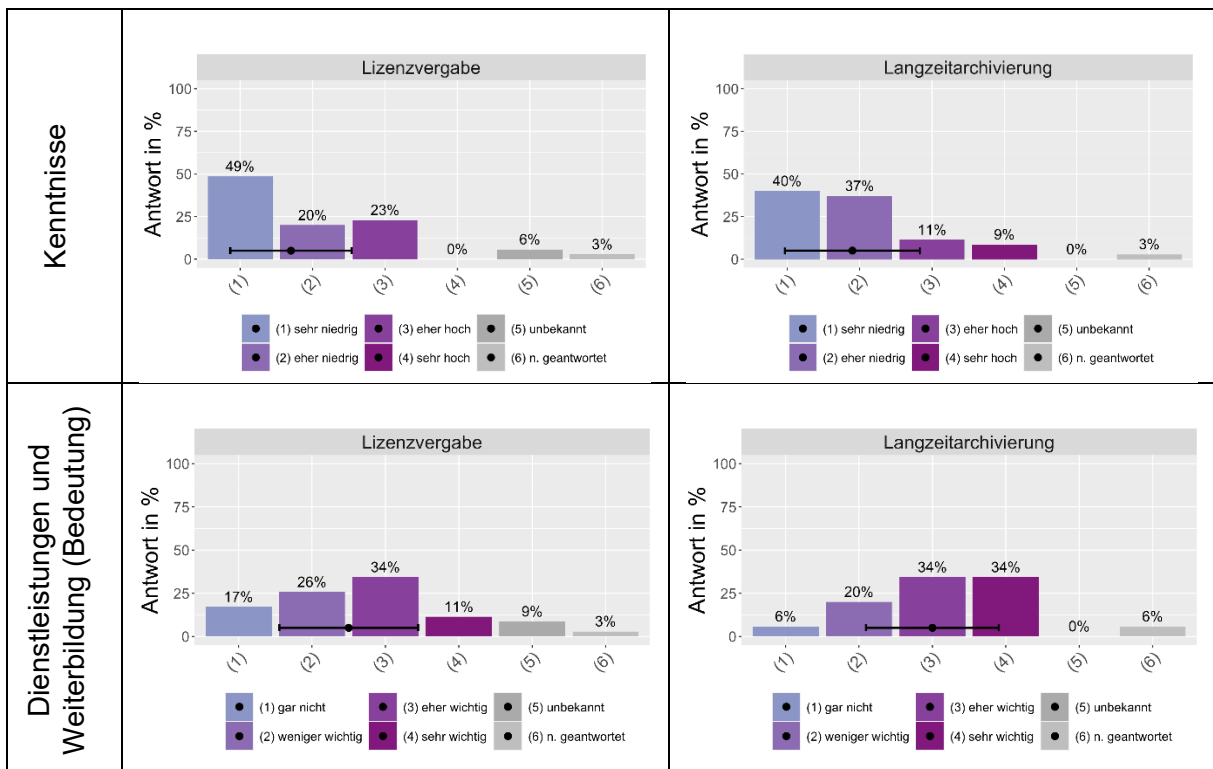 Kenntnisse
Lizenzvergabe
Antwort in %
100
75
50
25
0
49%
20%
23%
0%
6%
3%
(1)
(2)
(3)
(4)
(5)
(6)
(1) sehr niedrig
(3) eher hoch
(5) unbekannt
(2) eher niedrig
(4) sehr hoch
(6) n. geantwortet
Langzeitarchivierung
Antwort in %
100
75
50
25
0
40%
37%
11%
9%
0%
3%
(1)
(2)
(3)
(4)
(5)
(6)
(1) sehr niedrig
(3) eher hoch
(5) unbekannt
(2) eher niedrig
(4) sehr hoch
(6) n. geantwortet
Dienstleistungen und
Weiterbildung (Bedeutung)
Lizenzvergabe
Antwort in %
100
75
50
25
0
17%
26%
34%
11%
9%
3%
(1)
(2)
(3)
(4)
(5)
(6)
(1) gar nicht
(3) eher wichtig
(5) unbekannt
(2) weniger wichtig
(4) sehr wichtig
(6) n. geantwortet
Langzeitarchivierung
Antwort in %
100
75
50
25
0
6%
20%
34%
34%
0%
6%
(1)
(2)
(3)
(4)
(5)
(6)
(1) gar nicht
(3) eher wichtig
(5) unbekannt
(2) weniger wichtig
(4) sehr wichtig
(6) n. geantwortet